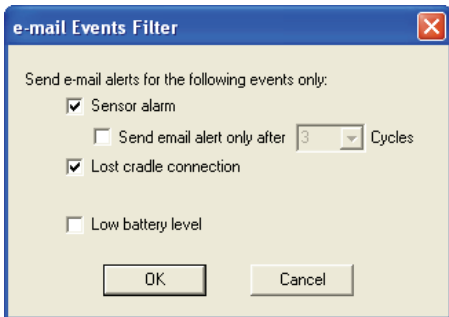 e-mail Events Filter
Send e-mail alerts for the following events only:
Sensor alarm
Send email alert only after 3 Cycles
Lost cradle connection
Low battery level
OK Cancel